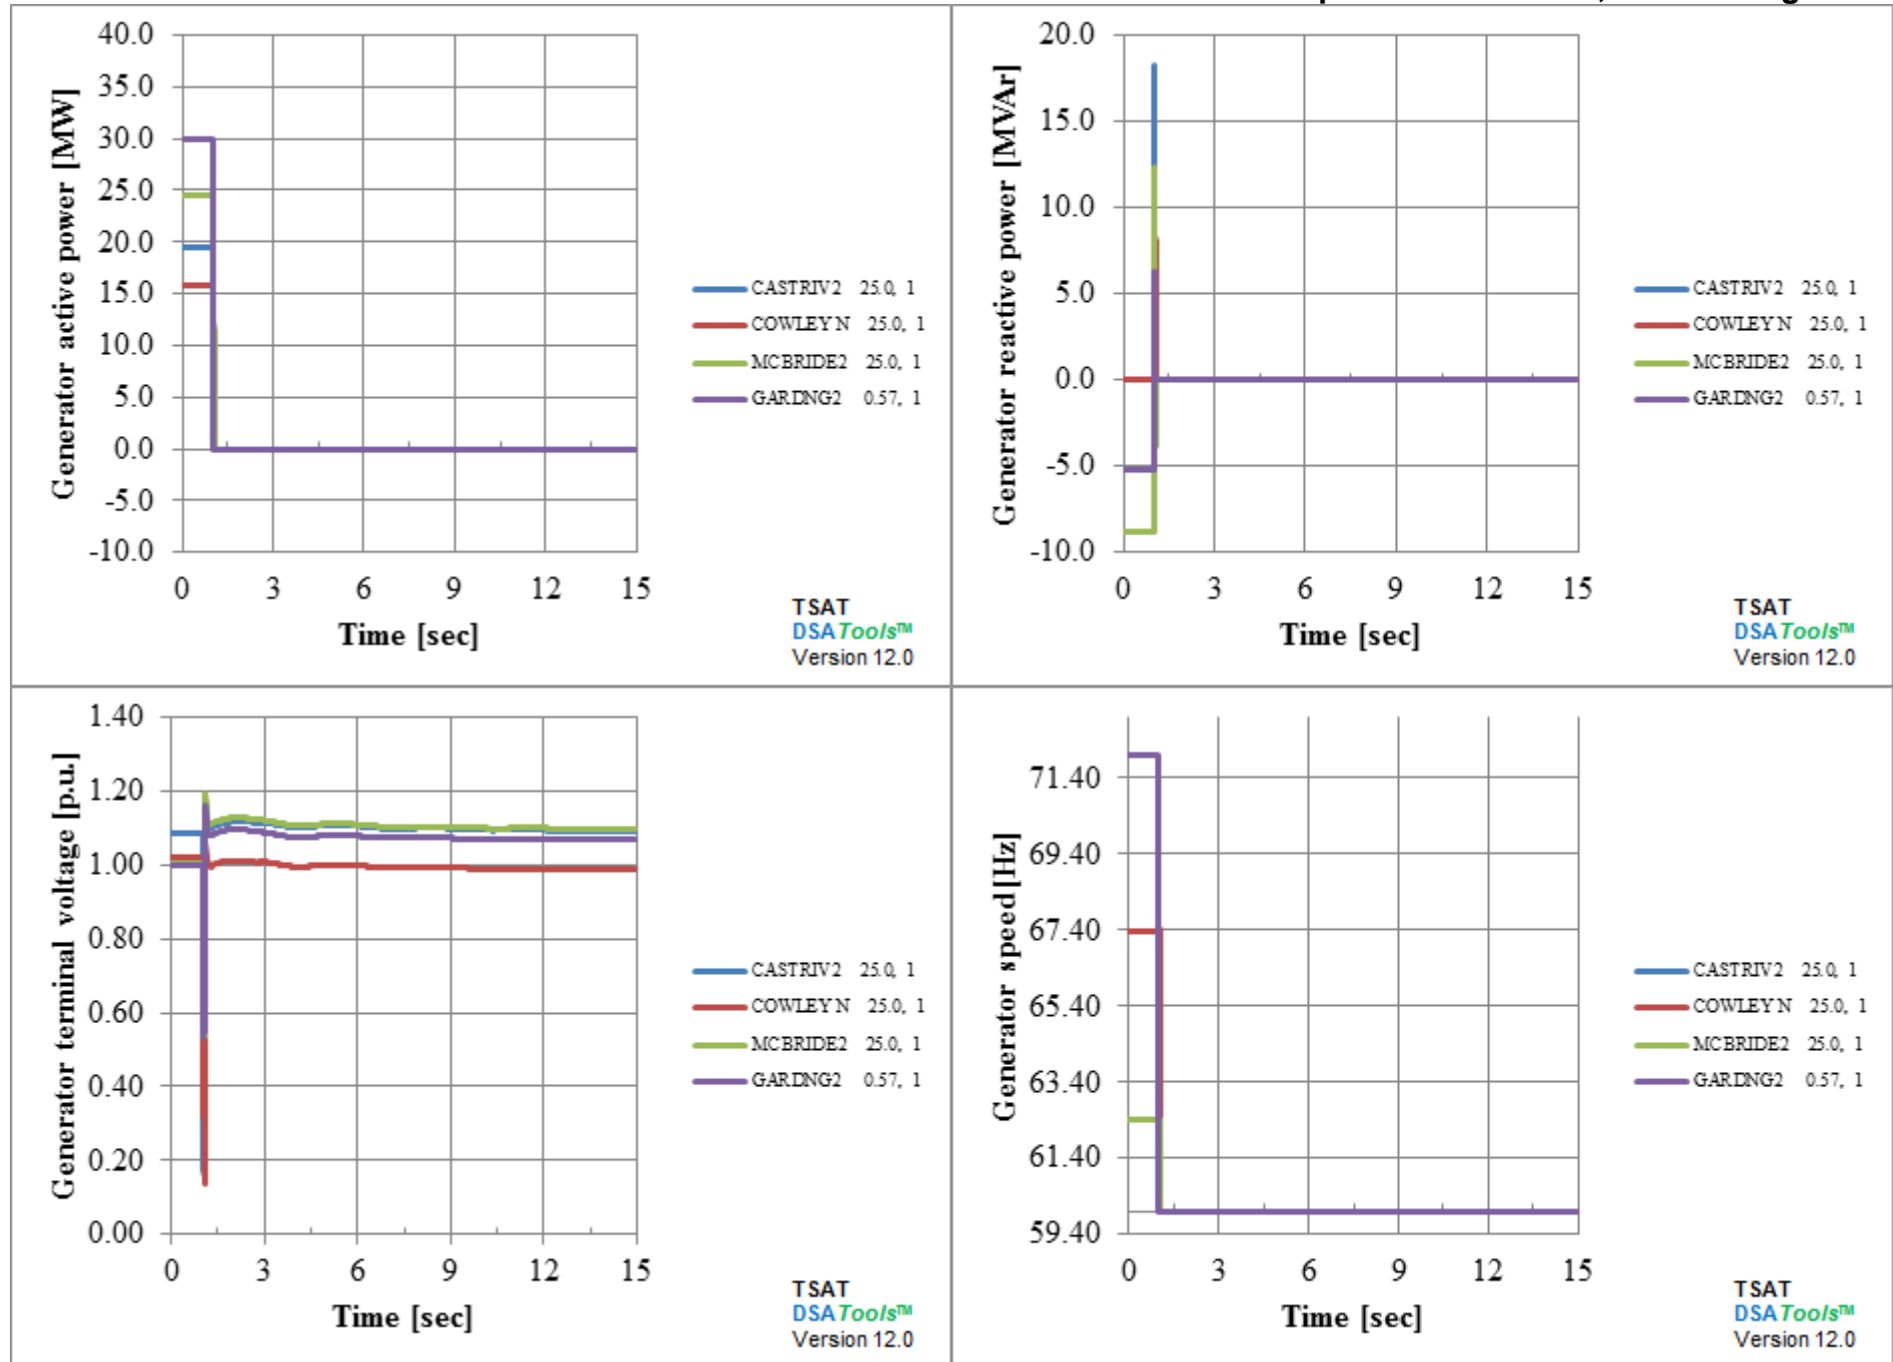 Generator active power [MW]
40.0
35.0
30.0
25.0
20.0
15.0
10.0
5.0
0.0
-5.0
-10.0
0 3 6 9 12 15
Time [sec]
CASTRIV2 25.0, 1
COWLEY N 25.0, 1
MCBRIDE2 25.0, 1
GARDNG2 0.57, 1
TSAT
DSATools™
Version 12.0
Generator reactive power [MVAr]
20.0
15.0
10.0
5.0
0.0
-5.0
-10.0
0 3 6 9 12 15
Time [sec]
CASTRIV2 25.0, 1
COWLEY N 25.0, 1
MCBRIDE2 25.0, 1
GARDNG2 0.57, 1
TSAT
DSATools™
Version 12.0
Generator terminal voltage [p.u.]
1.40
1.20
1.00
0.80
0.60
0.40
0.20
0.00
0 3 6 9 12 15
Time [sec]
CASTRIV2 25.0, 1
COWLEY N 25.0, 1
MCBRIDE2 25.0, 1
GARDNG2 0.57, 1
TSAT
DSATools™
Version 12.0
Generator speed[Hz]
71.40
69.40
67.40
65.40
63.40
61.40
59.40
0 3 6 9 12 15
Time [sec]
CASTRIV2 25.0, 1
COWLEY N 25.0, 1
MCBRIDE2 25.0, 1
GARDNG2 0.57, 1
TSAT
DSATools™
Version 12.0